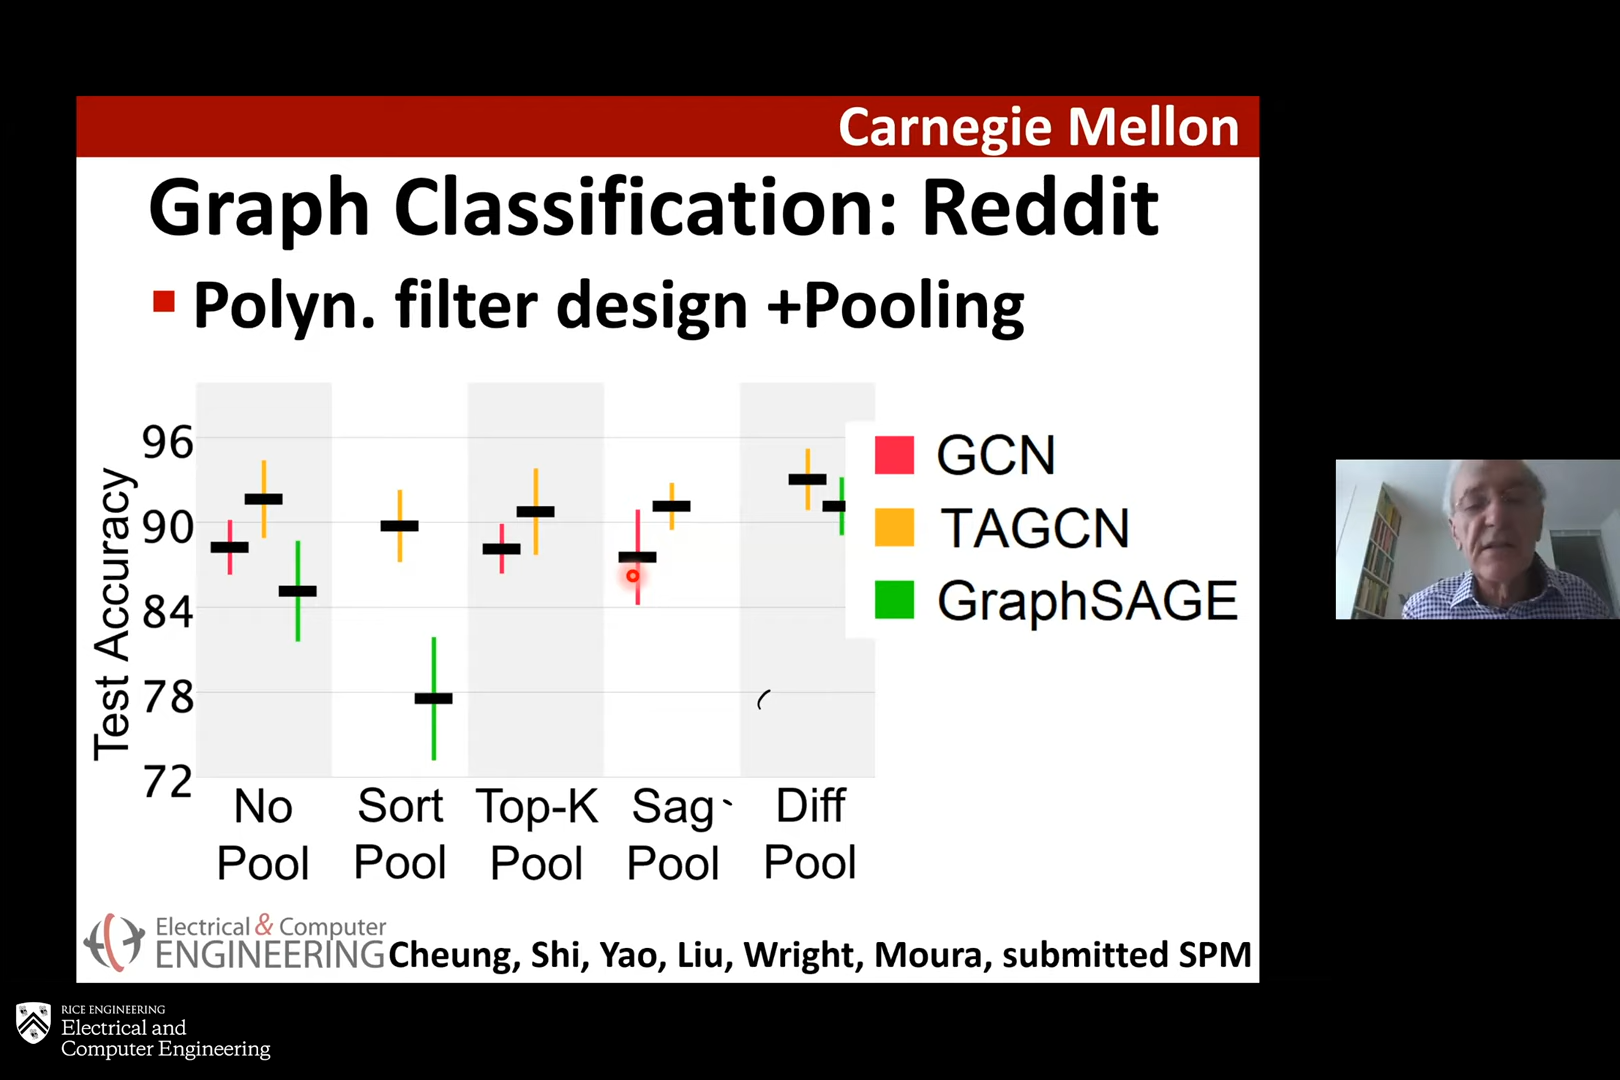 Carnegie Mellon
Graph Classification: Reddit
Polyn. filter design +Pooling
Test Accuracy
96
90
84
78
72
No Pool
Sort Pool
Top-K Pool
Sag Pool
Diff Pool
GCN
TAGCN
GraphSAGE
Electrical & Computer
ENGINEERING
Cheung, Shi, Yao, Liu, Wright, Moura, submitted SPM
RICE ENGINEERING
Electrical and
Computer Engineering